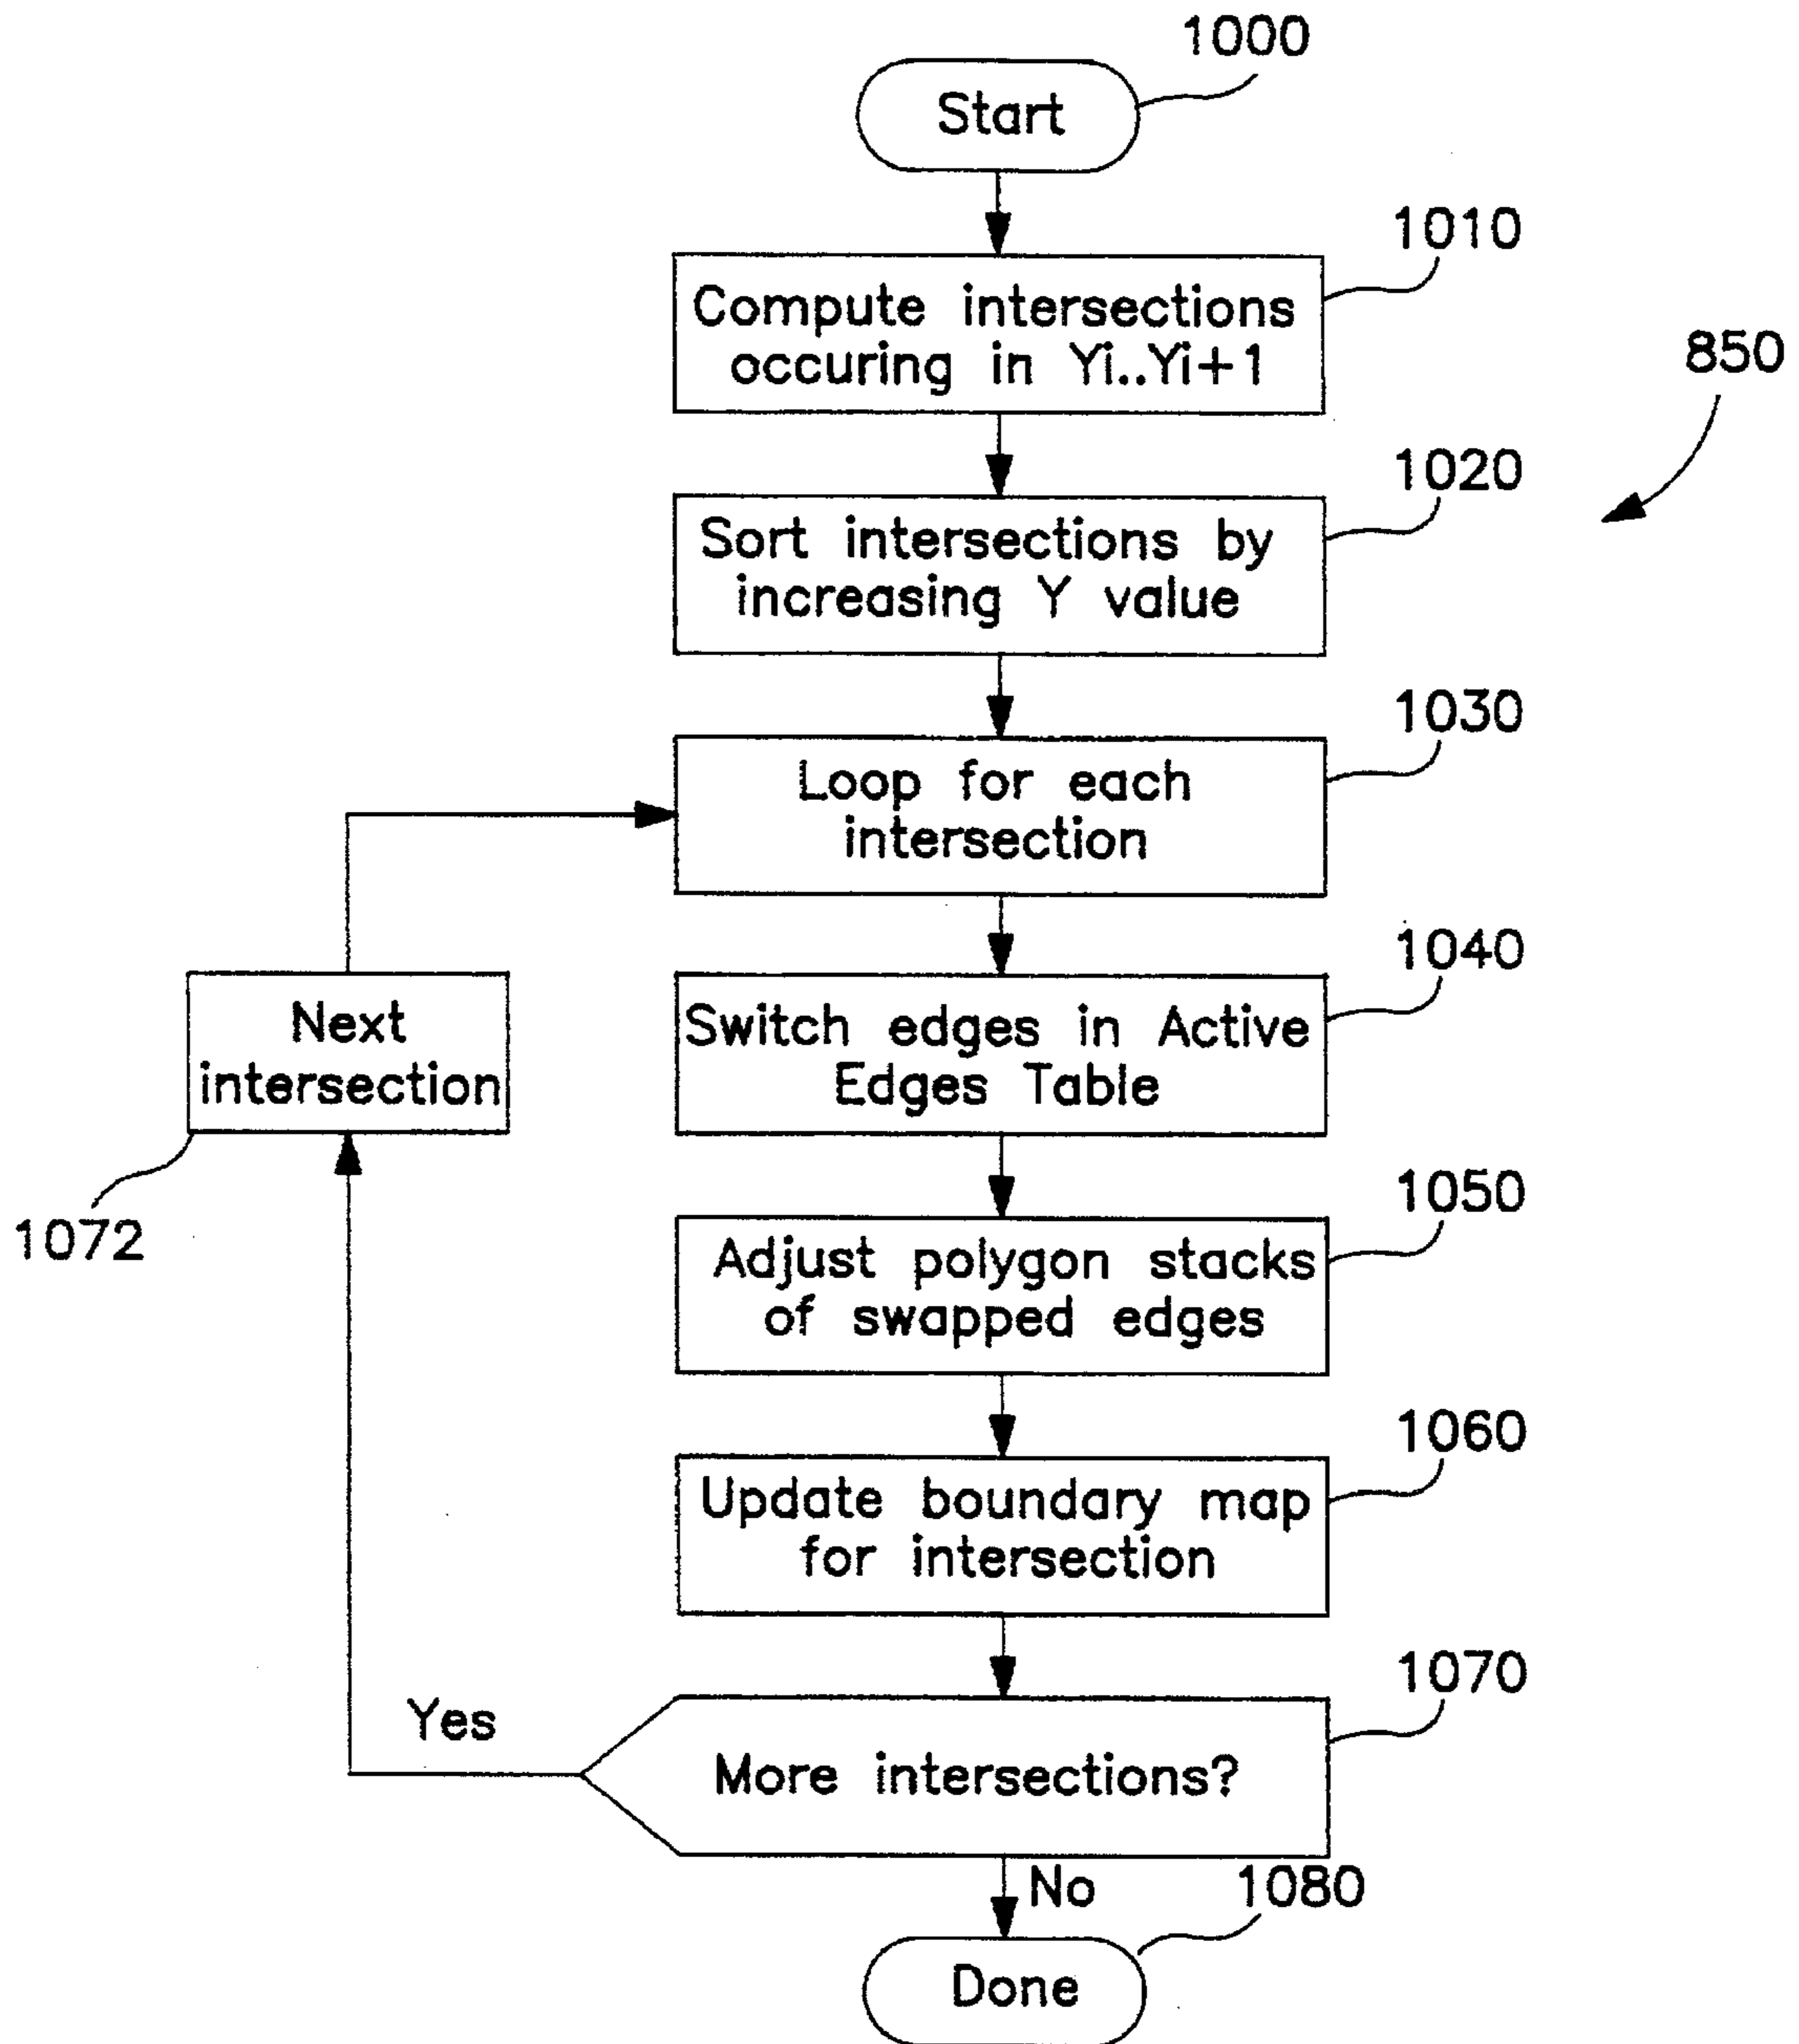 1000
Start
1010
Compute intersections
occuring in Yi..Yi+1
850
1020
Sort intersections by
increasing Y value
1030
Loop for each
intersection
1040
Switch edges in Active
Edges Table
Next
intersection
1072
1050
Adjust polygon stacks
of swapped edges
1060
Update boundary map
for intersection
1070
More intersections?
Yes
No
1080
Done